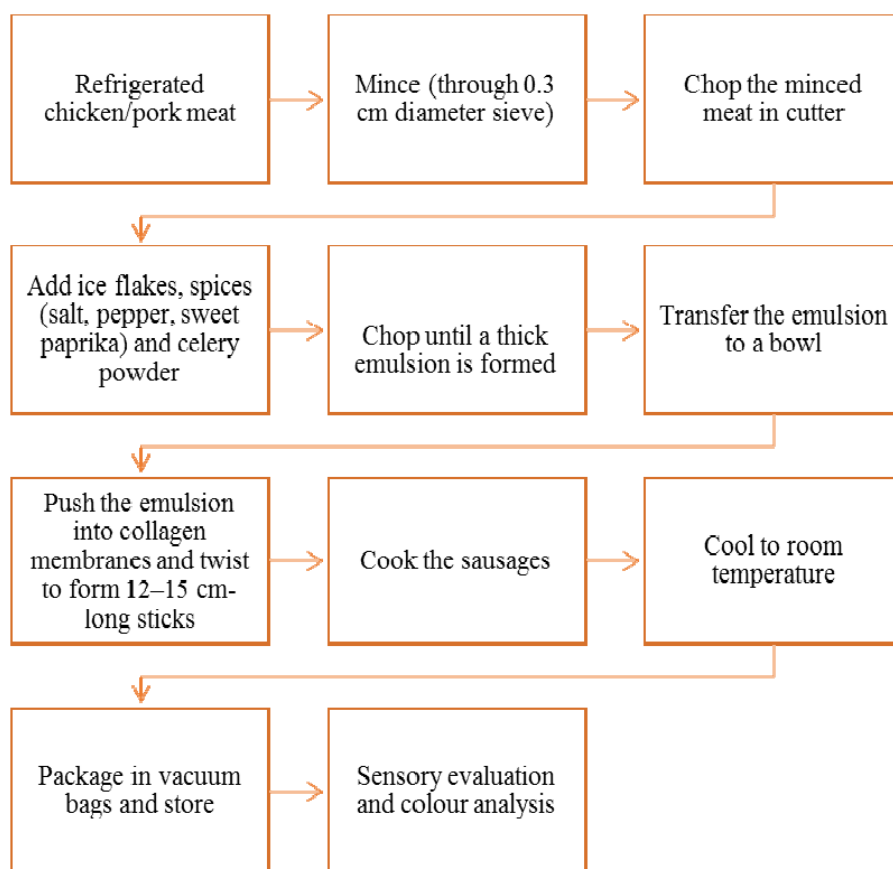 Refrigerated
chicken/pork meat
Mince (through 0.3
cm diameter sieve)
Chop the minced
meat in cutter
Add ice flakes, spices
(salt, pepper, sweet
paprika) and celery
powder
Chop until a thick
emulsion is formed
Transfer the emulsion
to a bowl
Push the emulsion
into collagen
membranes and twist
to form 12–15 cm-
long sticks
Cook the sausages
Cool to room
temperature
Package in vacuum
bags and store
Sensory evaluation
and colour analysis